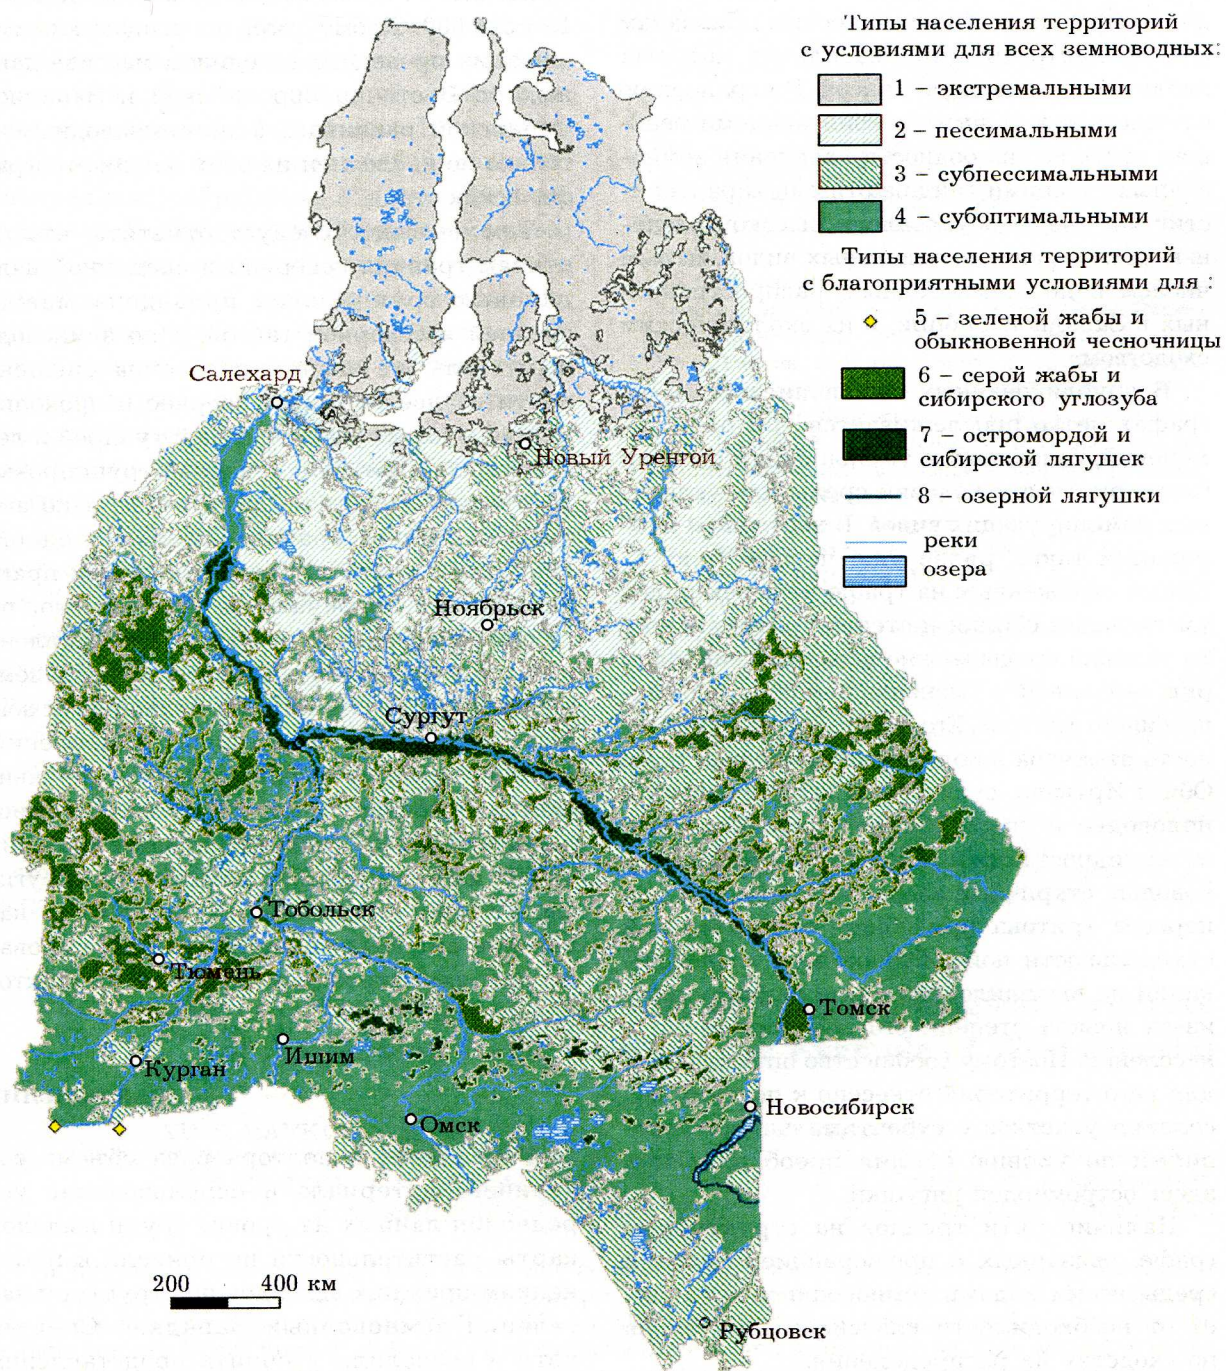 Типы населения территорий
с условиями для всех земноводных:
1 – экстремальными
2 – пессимальными
3 – субпессимальными
4 – субоптимальными
Типы населения территорий
с благоприятными условиями для :
5 – зеленой жабы и
обыкновенной чесночницы
6 – серой жабы и
сибирского углозуба
7 – остромордой и
сибирской лягушек
8 – озерной лягушки
реки
озера
Салехард
Новый Уренгой
Ноябрьск
Сургут
Тобольск
Тюмень
Томск
Ишим
Курган
Новосибирск
Омск
200 400 км
Рубцовск